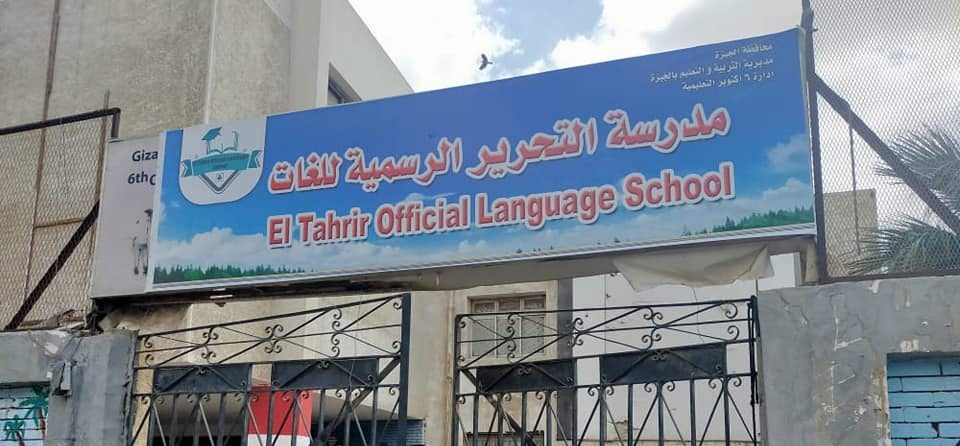 محافظة الجيزة
مديرية التربية و التعليم بالجيزة
ادارة ٦ اكتوبر التعليمية
مدرسة التحرير الرسمية للغات
El Tahrir Official Language School
Giza
6th